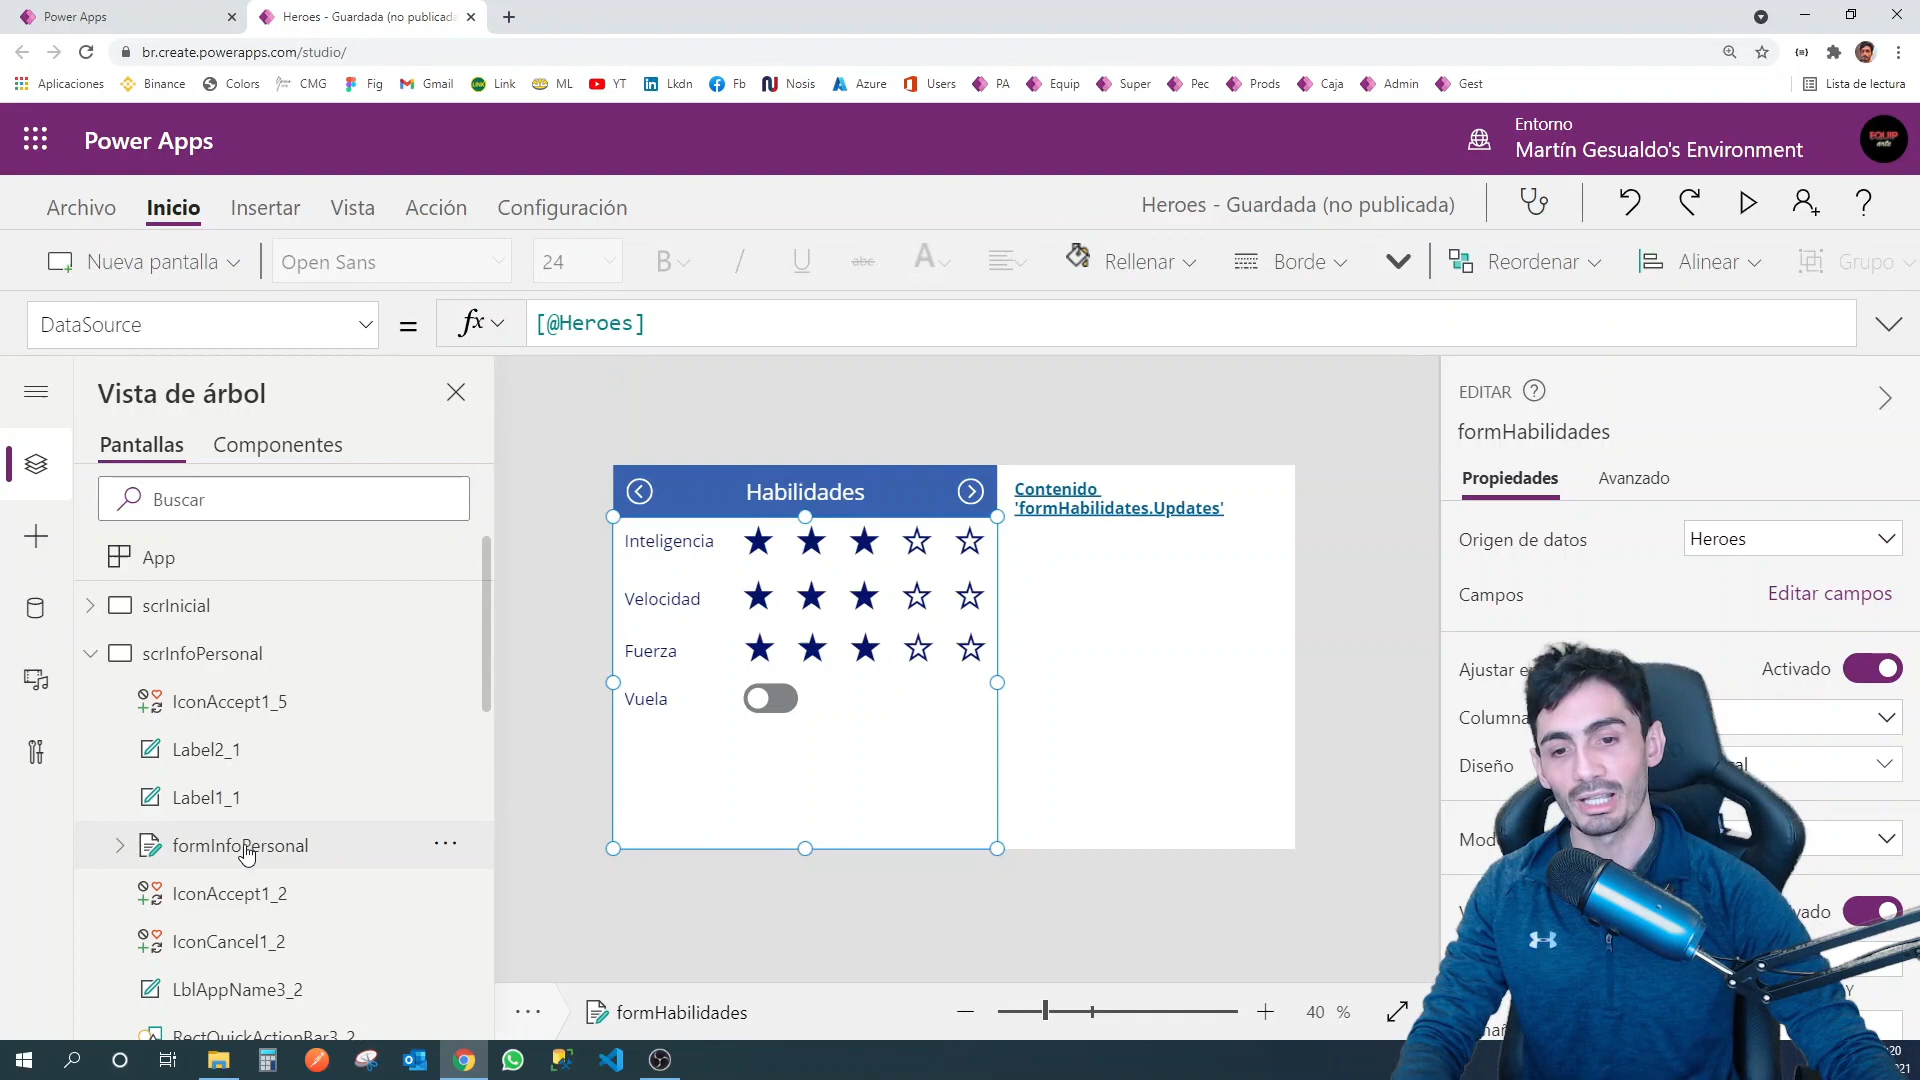 Power Apps
Heroes - Guardada (no publicada
br.create.powerapps.com/studio/
Aplicaciones
Binance
Colors
CMG
Fig
Gmail
Link
ML
YT
Lkdn
Fb
Nosis
Azure
Users
PA
Equip
Super
Pec
Prods
Caja
Admin
Gest
Lista de lectura
Power Apps
Entorno
Martín Gesualdo's Environment
EQUIP
arte
Archivo
Inicio
Insertar
Vista
Acción
Configuración
Heroes - Guardada (no publicada)
Nueva pantalla
Open Sans
24
B
/
U
abc
A
Rellenar
Borde
Reordenar
Alinear
Grupo
DataSource
=
fx
[@Heroes]
Vista de árbol
Pantallas
Componentes
Buscar
App
scrInicial
scrInfoPersonal
IconAccept1_5
Label2_1
Label1_1
formInfoPersonal
IconAccept1_2
IconCancel1_2
LblAppName3_2
RectQuickActionBar3_2
Habilidades
Inteligencia
Velocidad
Fuerza
Vuela
Contenido
'formHabilidates.Updates'
formHabilidades
40 %
EDITAR
formHabilidades
Propiedades
Avanzado
Origen de datos
Heroes
Campos
Editar campos
Activado
Diseño
Y